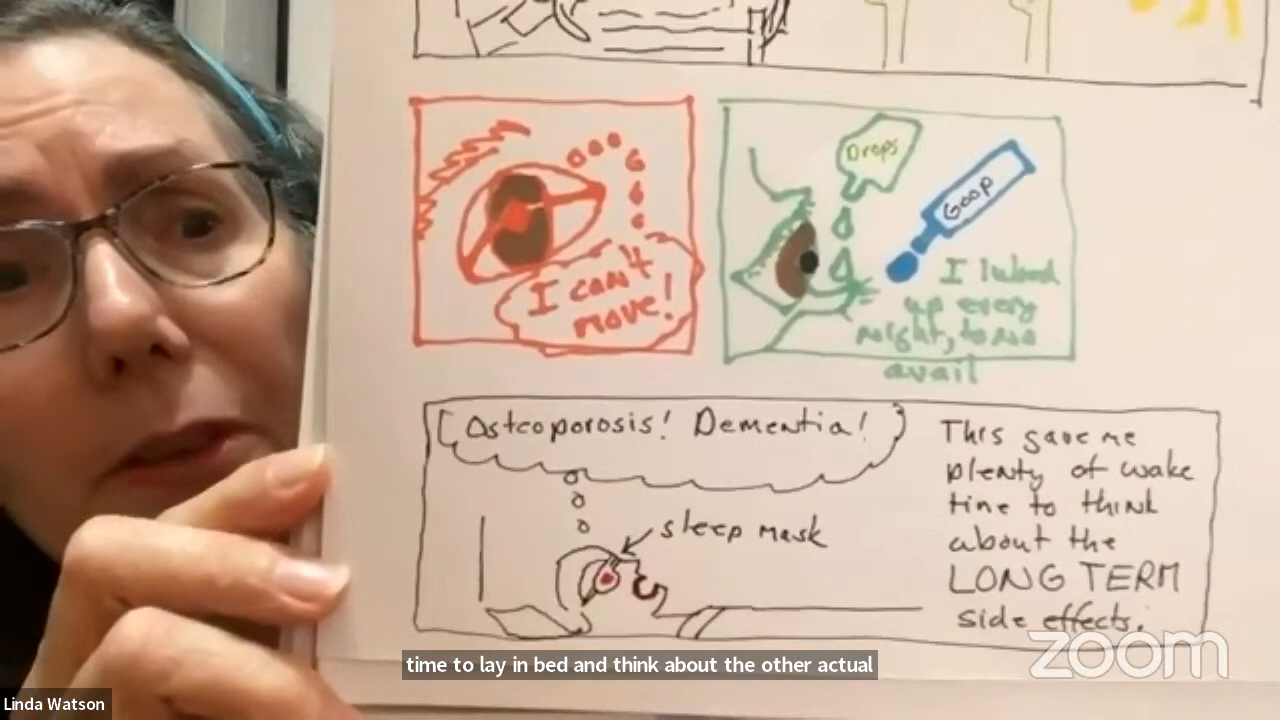 Drops
Goop
I can't
move!
I lubed
up every
night, to no
avail
Osteoporosis! Dementia!
sleep mask
This gave me
plenty of wake
time to think
about the
LONG TERM
side effects.
zoom
time to lay in bed and think about the other actual
Linda Watson